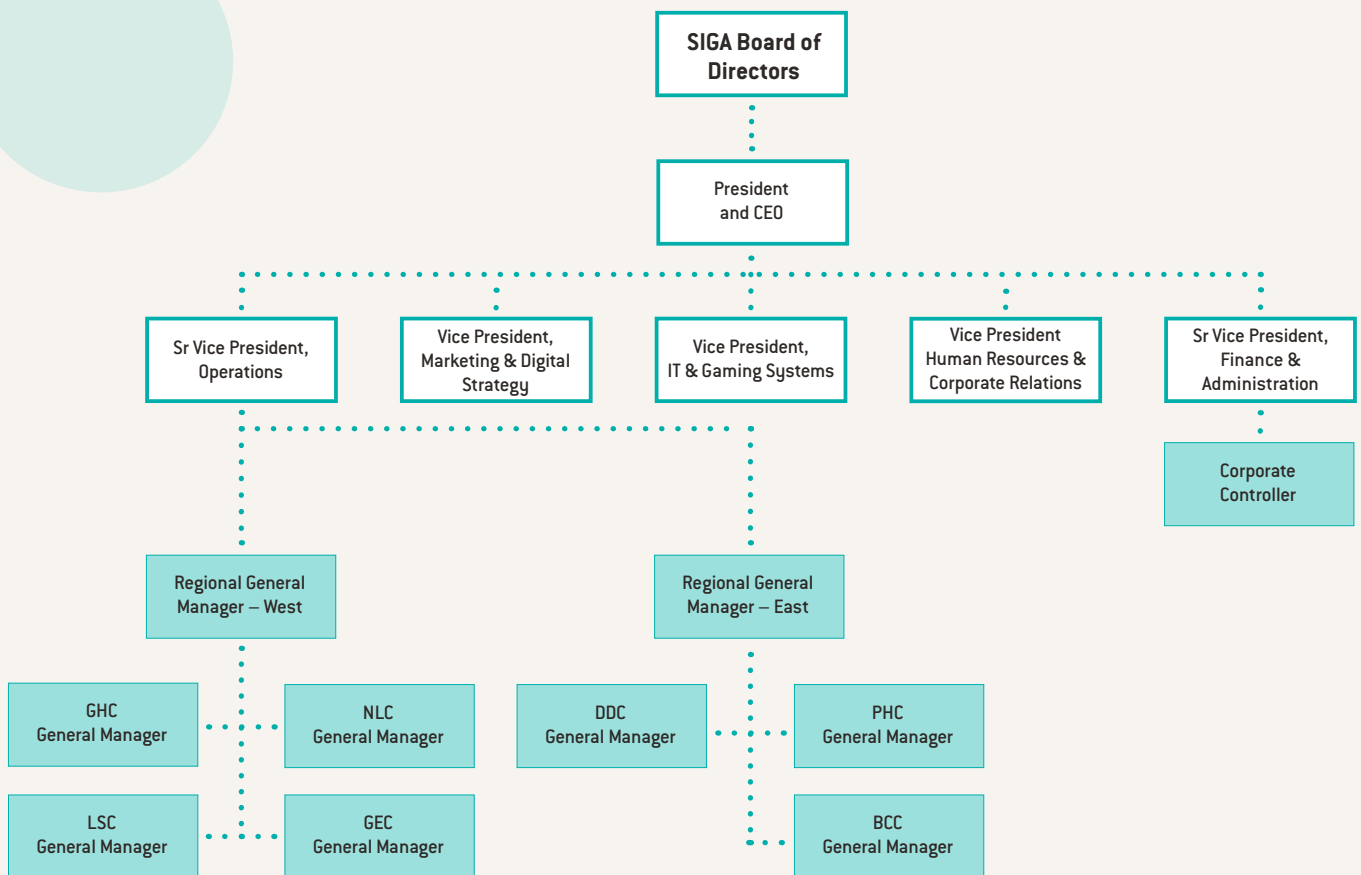 SIGA Board of
Directors
President
and CEO
Sr Vice President,
Operations
Vice President,
Marketing & Digital
Strategy
Vice President,
IT & Gaming Systems
Vice President
Human Resources &
Corporate Relations
Sr Vice President,
Finance &
Administration
Corporate
Controller
Regional General
Manager – West
Regional General
Manager – East
GHC
General Manager
NLC
General Manager
DDC
General Manager
PHC
General Manager
LSC
General Manager
GEC
General Manager
BCC
General Manager